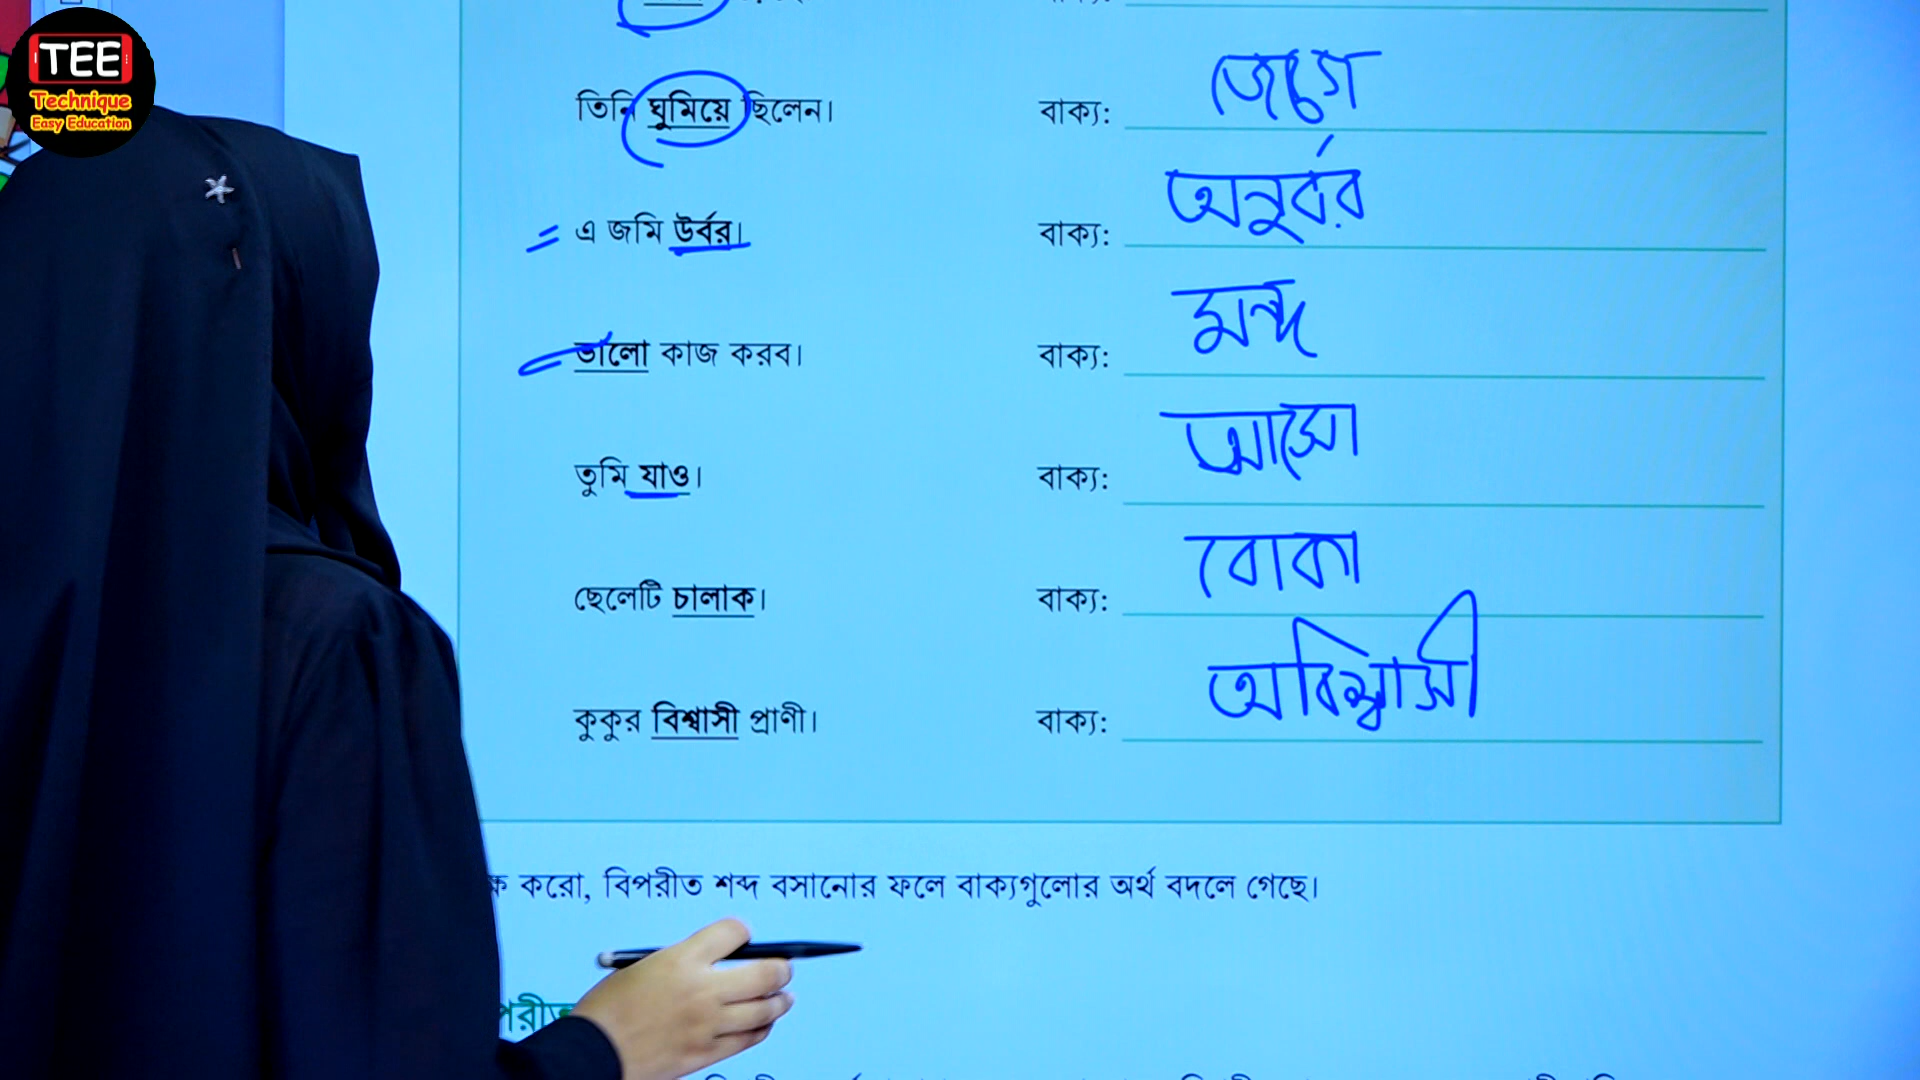 TEE
Technique
Easy Education
তিনি ঘুমিয়ে ছিলেন। বাক্য: জেগে
এ জমি উর্বর। বাক্য: অনুর্বর
ভালো কাজ করব। বাক্য: মন্দ
তুমি যাও। বাক্য: আসো
ছেলেটি চালাক। বাক্য: বোকা
কুকুর বিশ্বাসী প্রাণী। বাক্য: অবিশ্বাসী
করো, বিপরীত শব্দ বসানোর ফলে বাক্যগুলোর অর্থ বদলে গেছে।